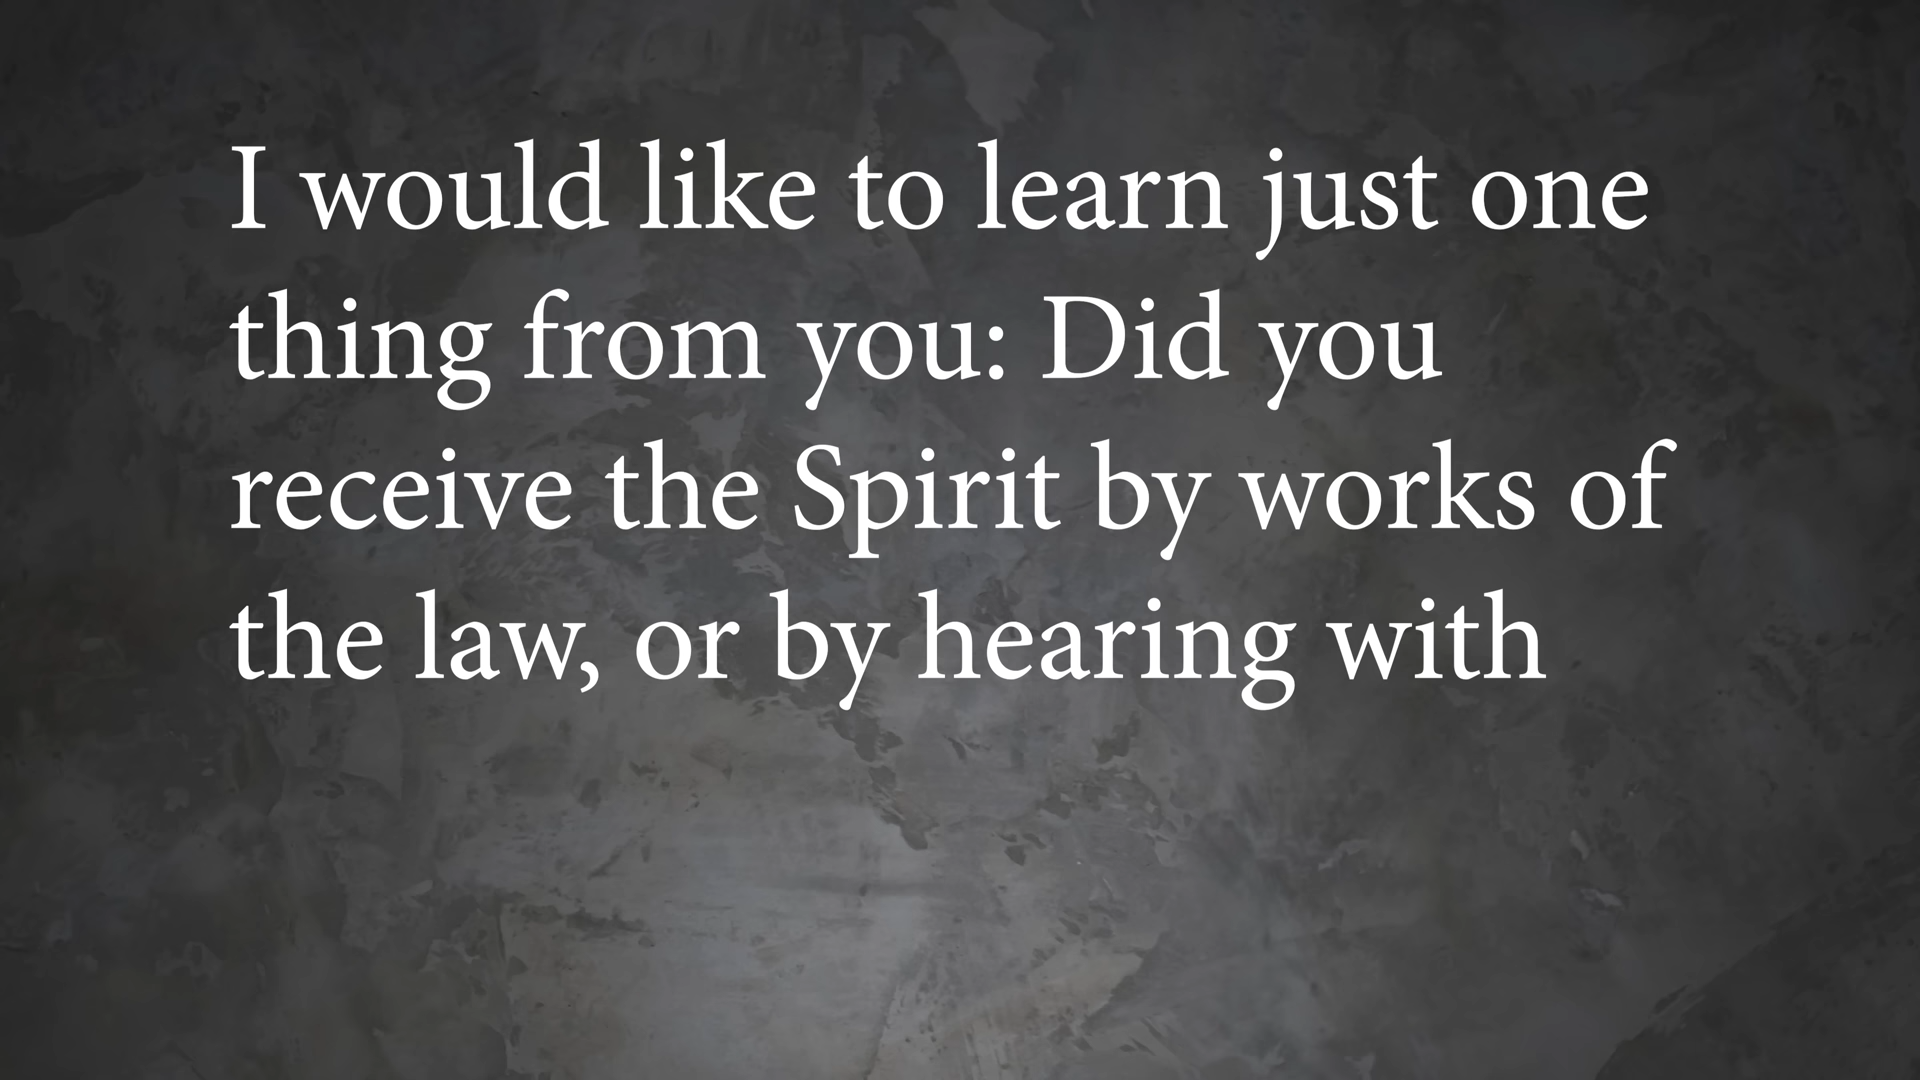 I would like to learn just one
thing from you: Did you
receive the Spirit by works of
the law, or by hearing with